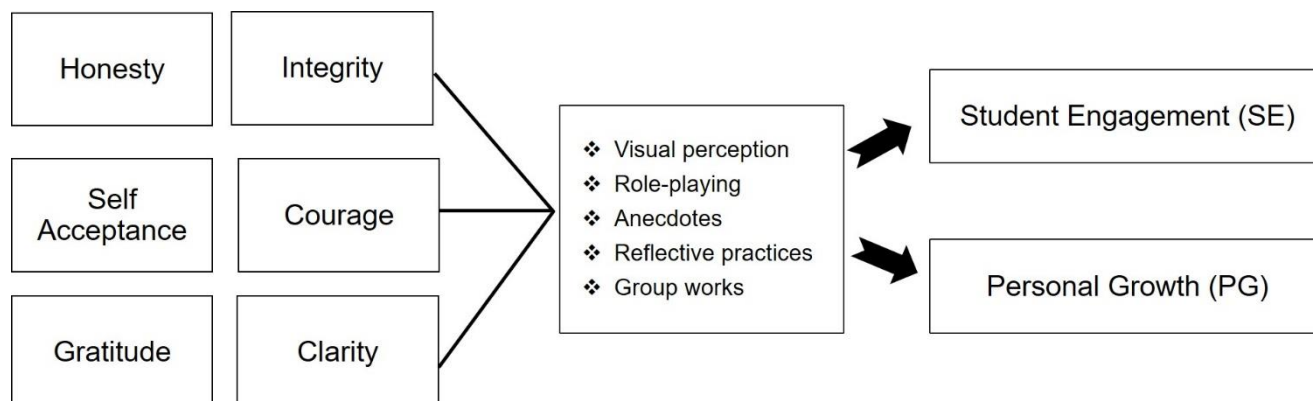 Honesty
Integrity
Self
Acceptance
Courage
Gratitude
Clarity
❖ Visual perception
❖ Role-playing
❖ Anecdotes
❖ Reflective practices
❖ Group works
Student Engagement (SE)
Personal Growth (PG)